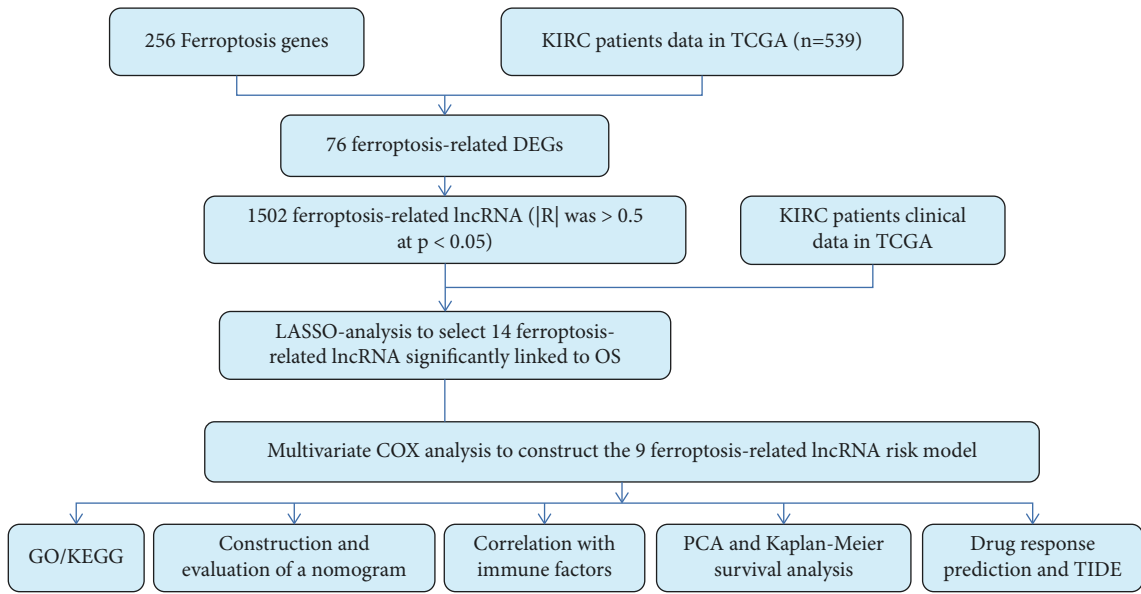 256 Ferroptosis genes
KIRC patients data in TCGA (n=539)
76 ferroptosis-related DEGs
1502 ferroptosis-related lncRNA (|R| was > 0.5
at p < 0.05)
KIRC patients clinical
data in TCGA
LASSO-analysis to select 14 ferroptosis-
related lncRNA significantly linked to OS
Multivariate COX analysis to construct the 9 ferroptosis-related lncRNA risk model
GO/KEGG
Construction and
evaluation of a nomogram
Correlation with
immune factors
PCA and Kaplan-Meier
survival analysis
Drug response
prediction and TIDE